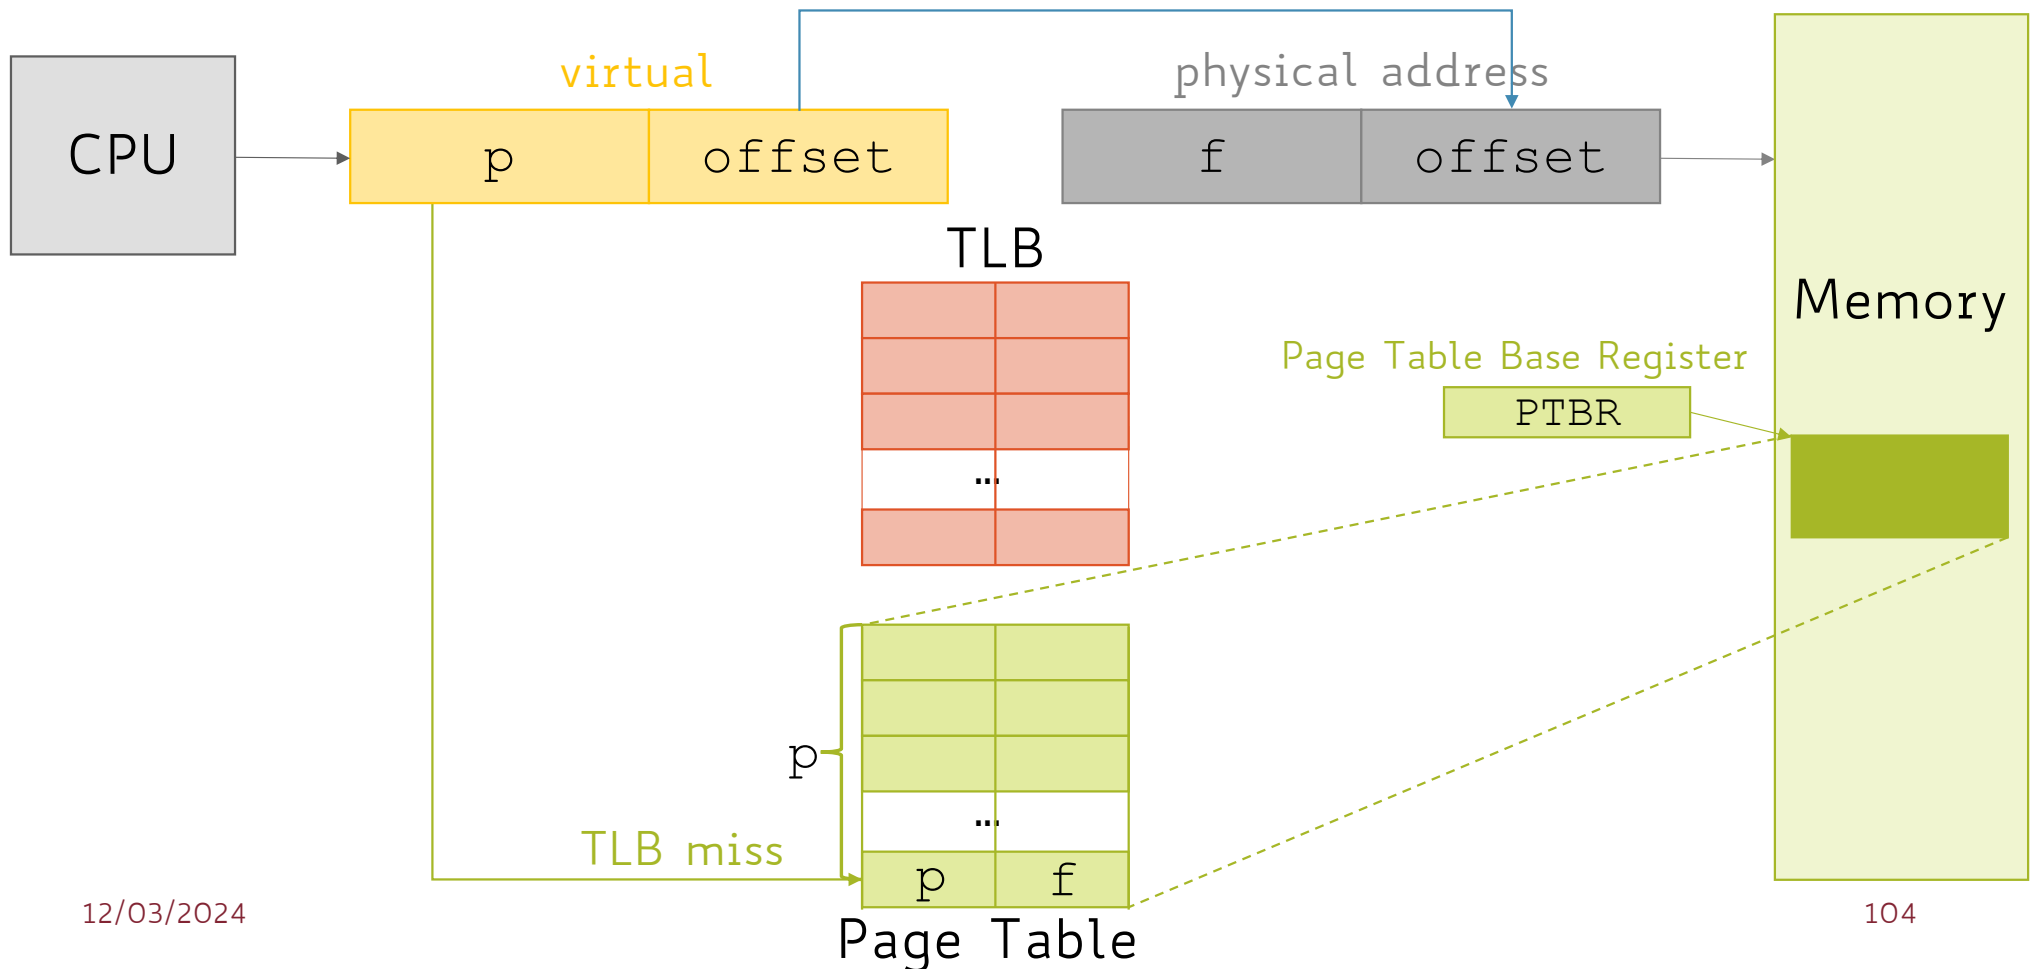 virtual
physical address
CPU
p
offset
f
offset
TLB
Memory
Page Table Base Register
PTBR
…
p
…
TLB miss
p
f
Page Table
12/03/2024
104